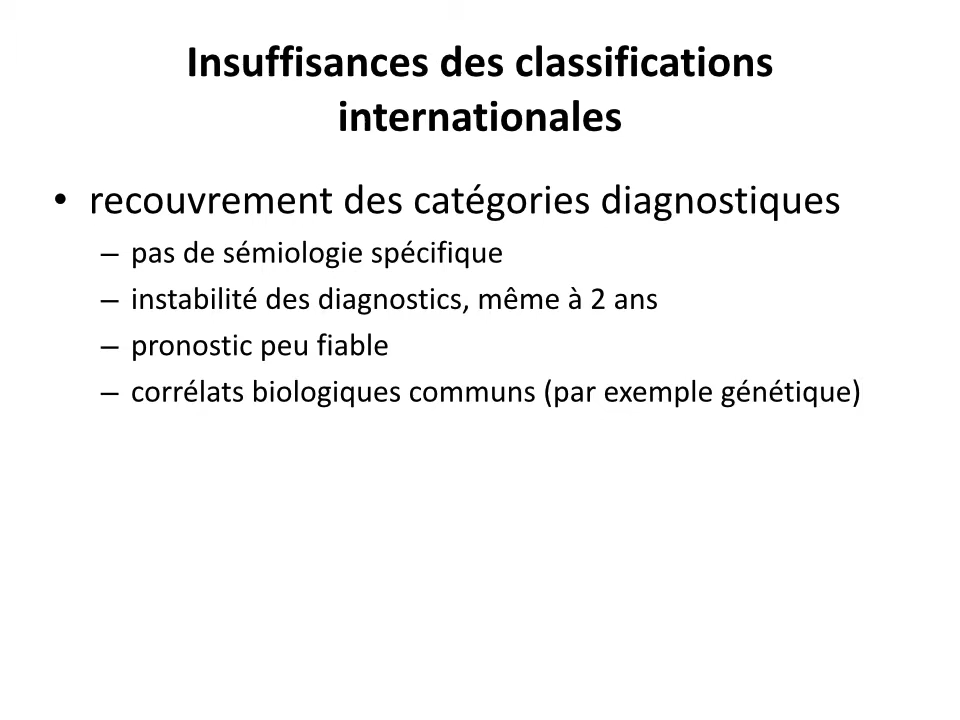 Insuffisances des classifications
internationales
• recouvrement des catégories diagnostiques
– pas de sémiologie spécifique
– instabilité des diagnostics, même à 2 ans
– pronostic peu fiable
– corrélats biologiques communs (par exemple génétique)